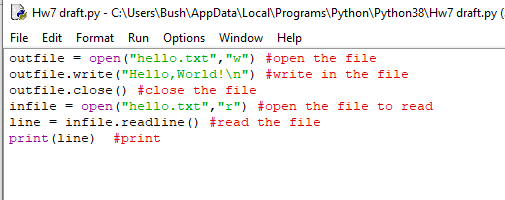 Hw7 draft.py - C:\Users\Bush\AppData\Local\Programs\Python\Python38\Hw7 draft.py (
File Edit Format Run Options Window Help
outfile = open("hello.txt","w") #open the file
outfile.write("Hello,World!\n") #write in the file
outfile.close() #close the file
infile = open("hello.txt","r") #open the file to read
line = infile.readline() #read the file
print(line)  #print